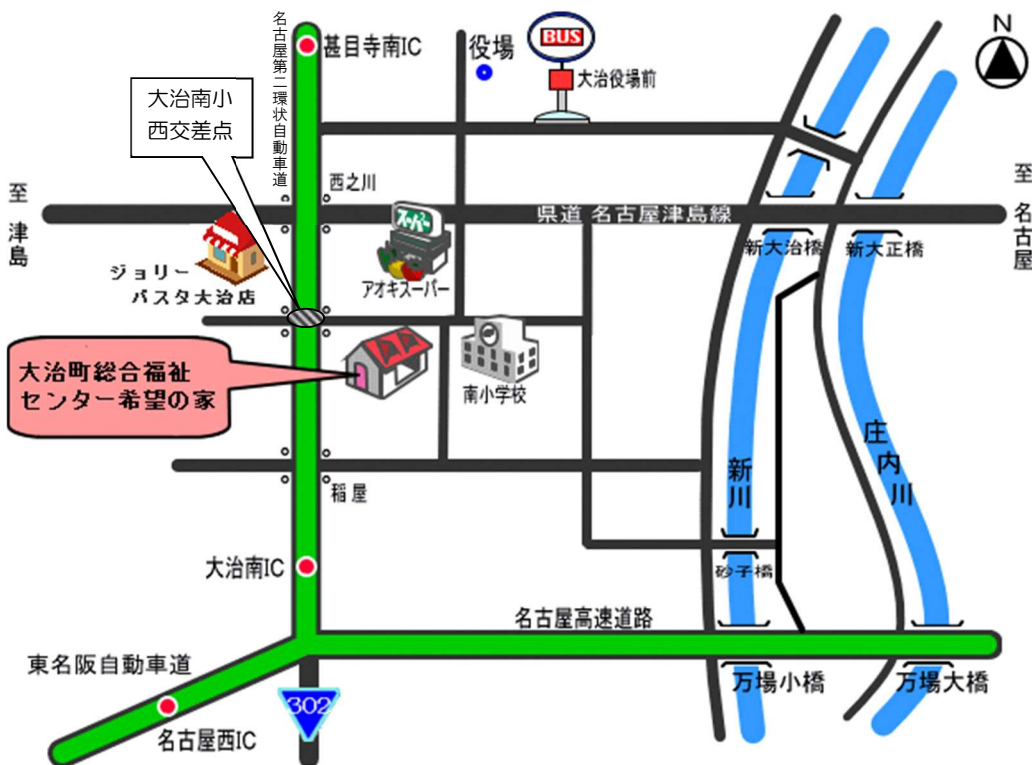 名古屋第二環状自動車道
甚目寺南IC
役場
BUS
大治役場前
N
大治南小
西交差点
西之川
至 津島
県道 名古屋津島線
至 名古屋
スーパー
アオキスーパー
新大治橋
新大正橋
ジョリー
パスタ大治店
大治町総合福祉
センター希望の家
南小学校
新川
庄内川
稲屋
大治南IC
砂子橋
名古屋高速道路
東名阪自動車道
万場小橋
万場大橋
302
名古屋西IC